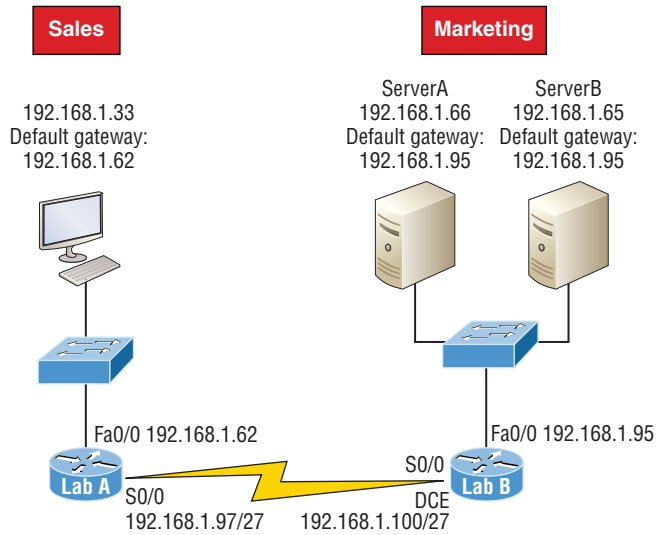 Sales
Marketing
192.168.1.33
Default gateway:
192.168.1.62
ServerA
192.168.1.66
Default gateway:
192.168.1.95
ServerB
192.168.1.65
Default gateway:
192.168.1.95
Fa0/0 192.168.1.62
Fa0/0 192.168.1.95
Lab A
S0/0
192.168.1.97/27
S0/0
DCE
192.168.1.100/27
Lab B